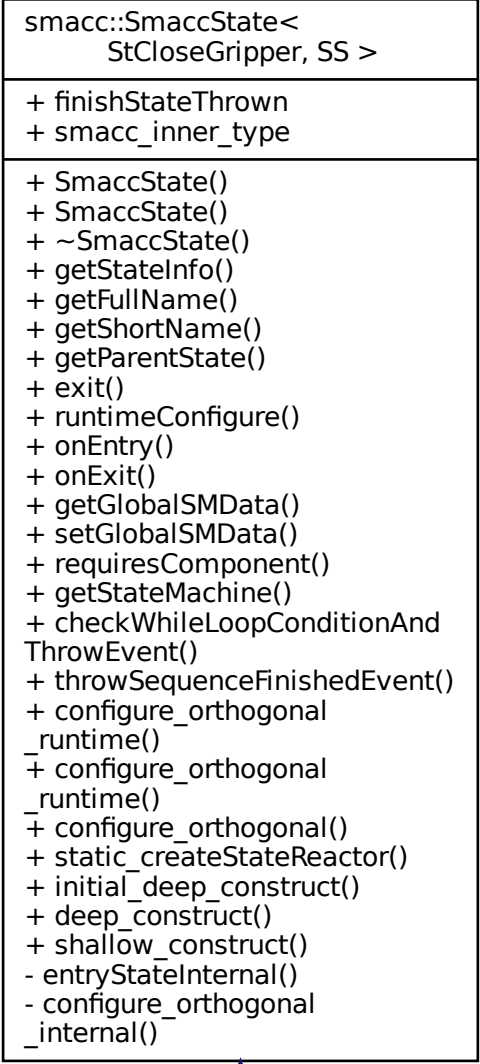 smacc::SmaccState<
StCloseGripper, SS >
+ finishStateThrown
+ smacc_inner_type
+ SmaccState()
+ SmaccState()
+ ~SmaccState()
+ getStateInfo()
+ getFullName()
+ getShortName()
+ getParentState()
+ exit()
+ runtimeConfigure()
+ onEntry()
+ onExit()
+ getGlobalSMData()
+ setGlobalSMData()
+ requiresComponent()
+ getStateMachine()
+ checkWhileLoopConditionAnd
ThrowEvent()
+ throwSequenceFinishedEvent()
+ configure_orthogonal
_runtime()
+ configure_orthogonal
_runtime()
+ configure_orthogonal()
+ static_createStateReactor()
+ initial_deep_construct()
+ deep_construct()
+ shallow_construct()
- entryStateInternal()
- configure_orthogonal
_internal()